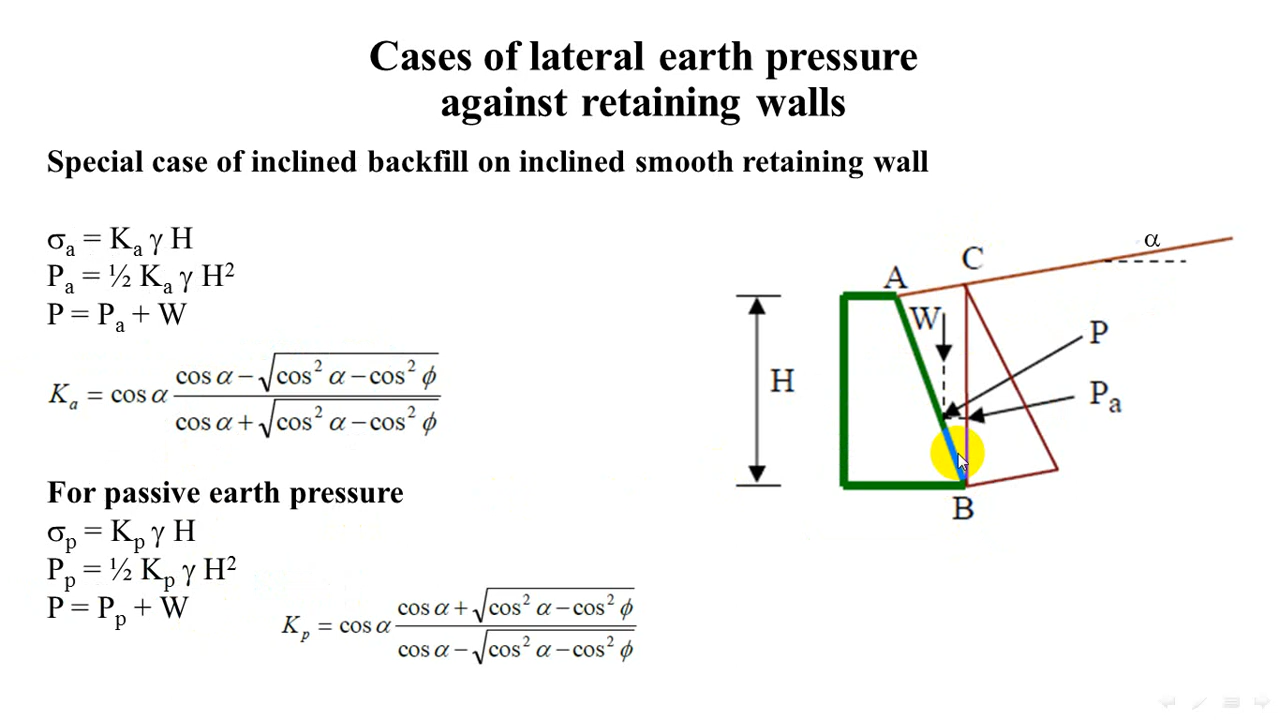 Cases of lateral earth pressure
against retaining walls
Special case of inclined backfill on inclined smooth retaining wall
σₐ = Kₐ γ H
Pₐ = ½ Kₐ γ H²
P = Pₐ + W
Kₐ = cos α (cos α − √(cos² α − cos² ϕ)) / (cos α + √(cos² α − cos² ϕ))
For passive earth pressure
σₚ = Kₚ γ H
Pₚ = ½ Kₚ γ H²
P = Pₚ + W
Kₚ = cos α (cos α + √(cos² α − cos² ϕ)) / (cos α − √(cos² α − cos² ϕ))
α
C
A
W
P
H
Pₐ
B